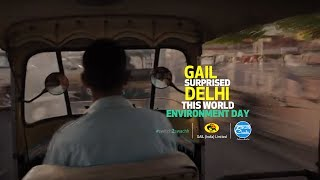 GAIL
SURPRISED
DELHI
THIS WORLD
ENVIRONMENT DAY
GAIL (India) Limited